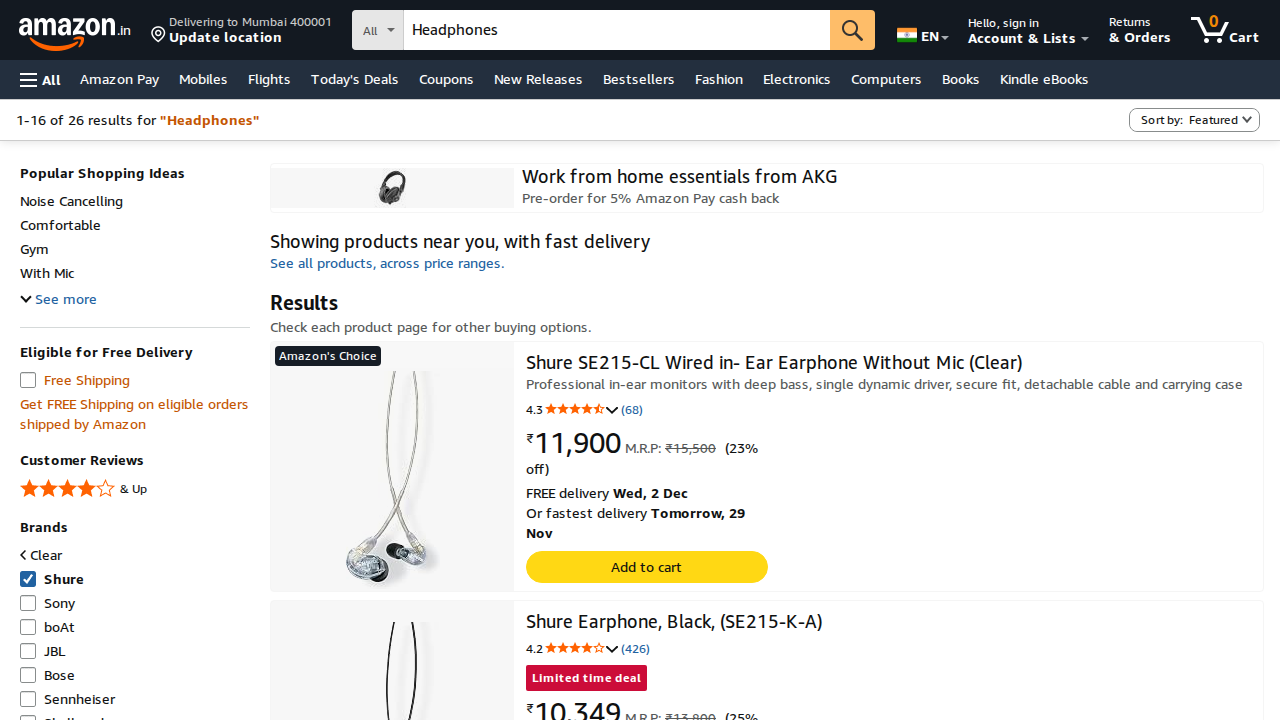 amazon.in
Delivering to Mumbai 400001
Update location
All
Headphones
EN
Hello, sign in
Account & Lists
Returns
& Orders
0
Cart
All
Amazon Pay
Mobiles
Flights
Today's Deals
Coupons
New Releases
Bestsellers
Fashion
Electronics
Computers
Books
Kindle eBooks
1-16 of 26 results for "Headphones"
Sort by: Featured
Popular Shopping Ideas
Noise Cancelling
Comfortable
Gym
With Mic
See more
Eligible for Free Delivery
Free Shipping
Get FREE Shipping on eligible orders
shipped by Amazon
Customer Reviews
& Up
Brands
Clear
Shure
Sony
boAt
JBL
Bose
Sennheiser
Work from home essentials from AKG
Pre-order for 5% Amazon Pay cash back
Showing products near you, with fast delivery
See all products, across price ranges.
Results
Check each product page for other buying options.
Amazon's Choice
Shure SE215-CL Wired in- Ear Earphone Without Mic (Clear)
Professional in-ear monitors with deep bass, single dynamic driver, secure fit, detachable cable and carrying case
4.3 (68)
₹11,900 M.R.P: ₹15,500 (23%
off)
FREE delivery Wed, 2 Dec
Or fastest delivery Tomorrow, 29
Nov
Add to cart
Shure Earphone, Black, (SE215-K-A)
4.2 (426)
Limited time deal
₹10,349 M.R.P: ₹13,800 (25%